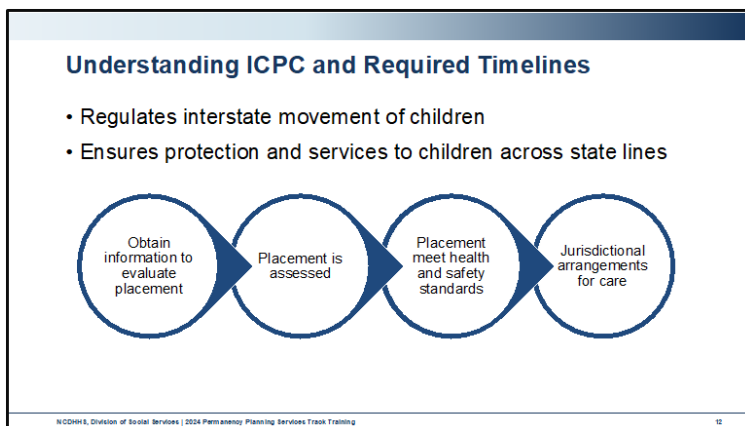 Understanding ICPC and Required Timelines
• Regulates interstate movement of children
• Ensures protection and services to children across state lines
Obtain
information to
evaluate
placement
Placement is
assessed
Placement
meet health
and safety
standards
Jurisdictional
arrangements
for care
NCDHHS, Division of Social Services | 2024 Permanency Planning Services Track Training
12